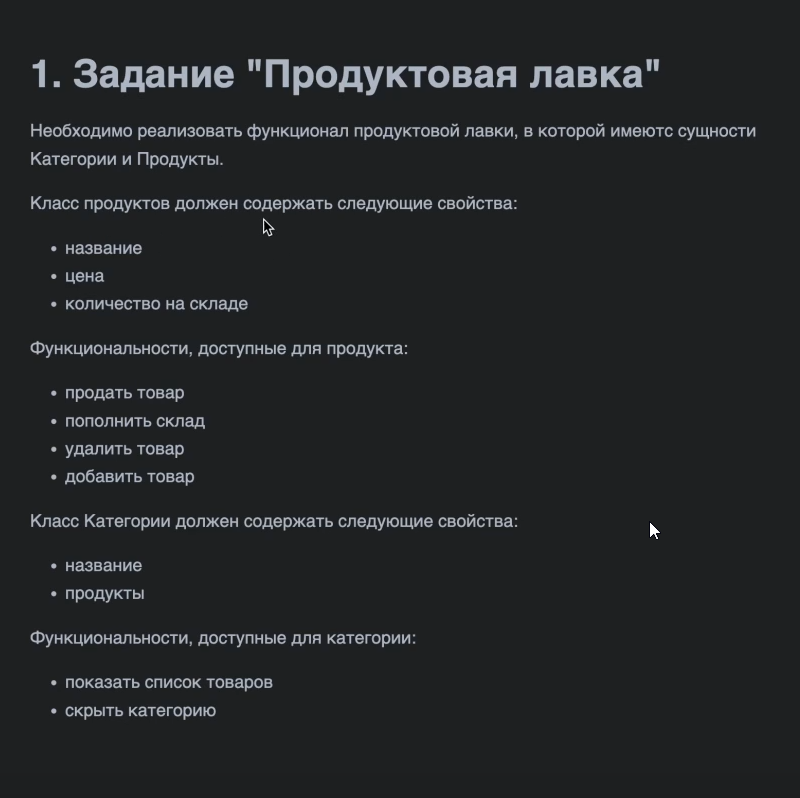 1. Задание "Продуктовая лавка"
Необходимо реализовать функционал продуктовой лавки, в которой имеютс сущности
Категории и Продукты.
Класс продуктов должен содержать следующие свойства:
• название
• цена
• количество на складе
Функциональности, доступные для продукта:
• продать товар
• пополнить склад
• удалить товар
• добавить товар
Класс Категории должен содержать следующие свойства:
• название
• продукты
Функциональности, доступные для категории:
• показать список товаров
• скрыть категорию